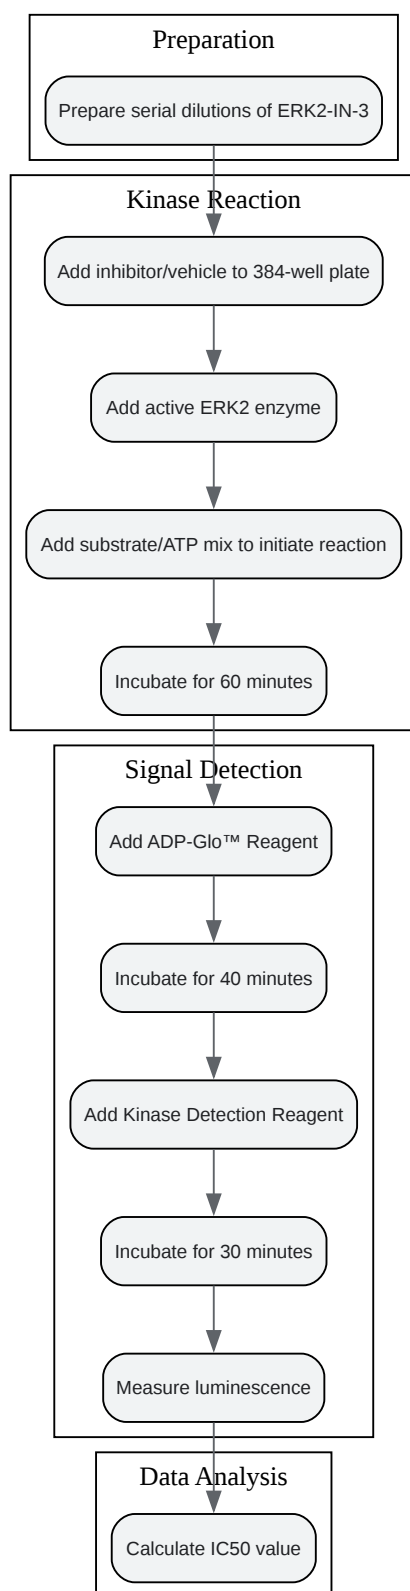 Preparation
Prepare serial dilutions of ERK2-IN-3
Kinase Reaction
Add inhibitor/vehicle to 384-well plate
Add active ERK2 enzyme
Add substrate/ATP mix to initiate reaction
Incubate for 60 minutes
Signal Detection
Add ADP-Glo™ Reagent
Incubate for 40 minutes
Add Kinase Detection Reagent
Incubate for 30 minutes
Measure luminescence
Data Analysis
Calculate IC50 value